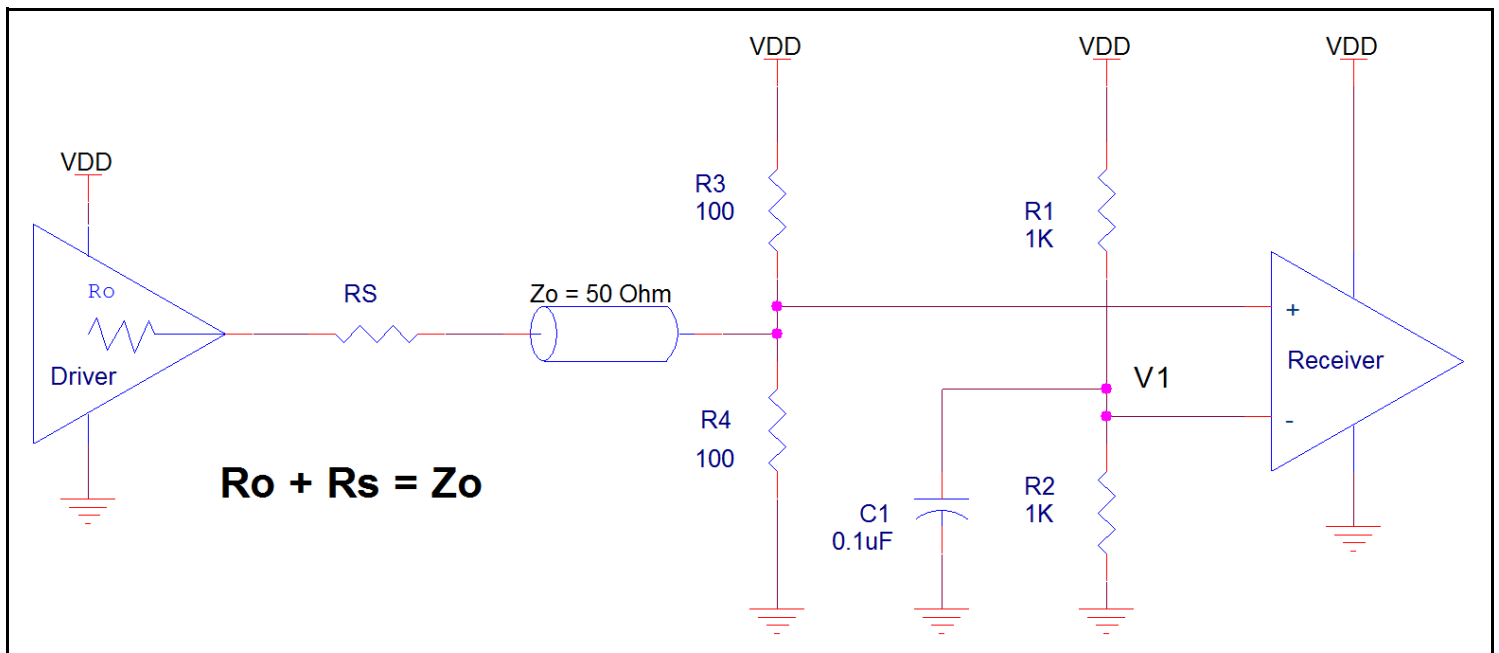 VDD
VDD
VDD
VDD
R3
100
R1
1K
Ro
RS
Zo = 50 Ohm
+
Driver
Receiver
V1
R4
100
-
Ro + Rs = Zo
C1
0.1uF
R2
1K